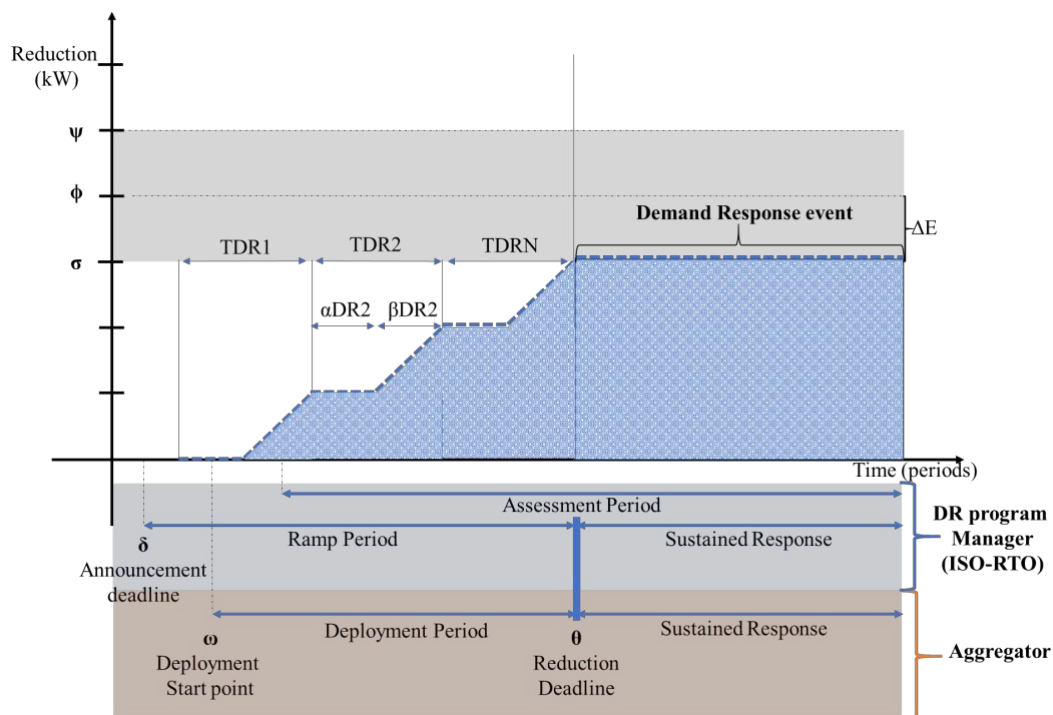 Reduction
(kW)
ψ
ϕ
Demand Response event
ΔE
TDR1
TDR2
TDRN
σ
αDR2
βDR2
Time (periods)
Assessment Period
Ramp Period
Sustained Response
DR program
Manager
(ISO-RTO)
δ
Announcement
deadline
Deployment Period
Sustained Response
ω
Deployment
Start point
θ
Reduction
Deadline
Aggregator